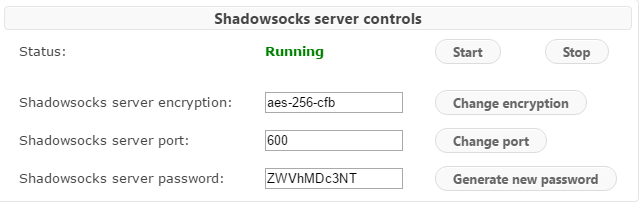 Shadowsocks server controls
Status: Running Start Stop
Shadowsocks server encryption: aes-256-cfb Change encryption
Shadowsocks server port: 600 Change port
Shadowsocks server password: ZWVhMDc3NT Generate new password